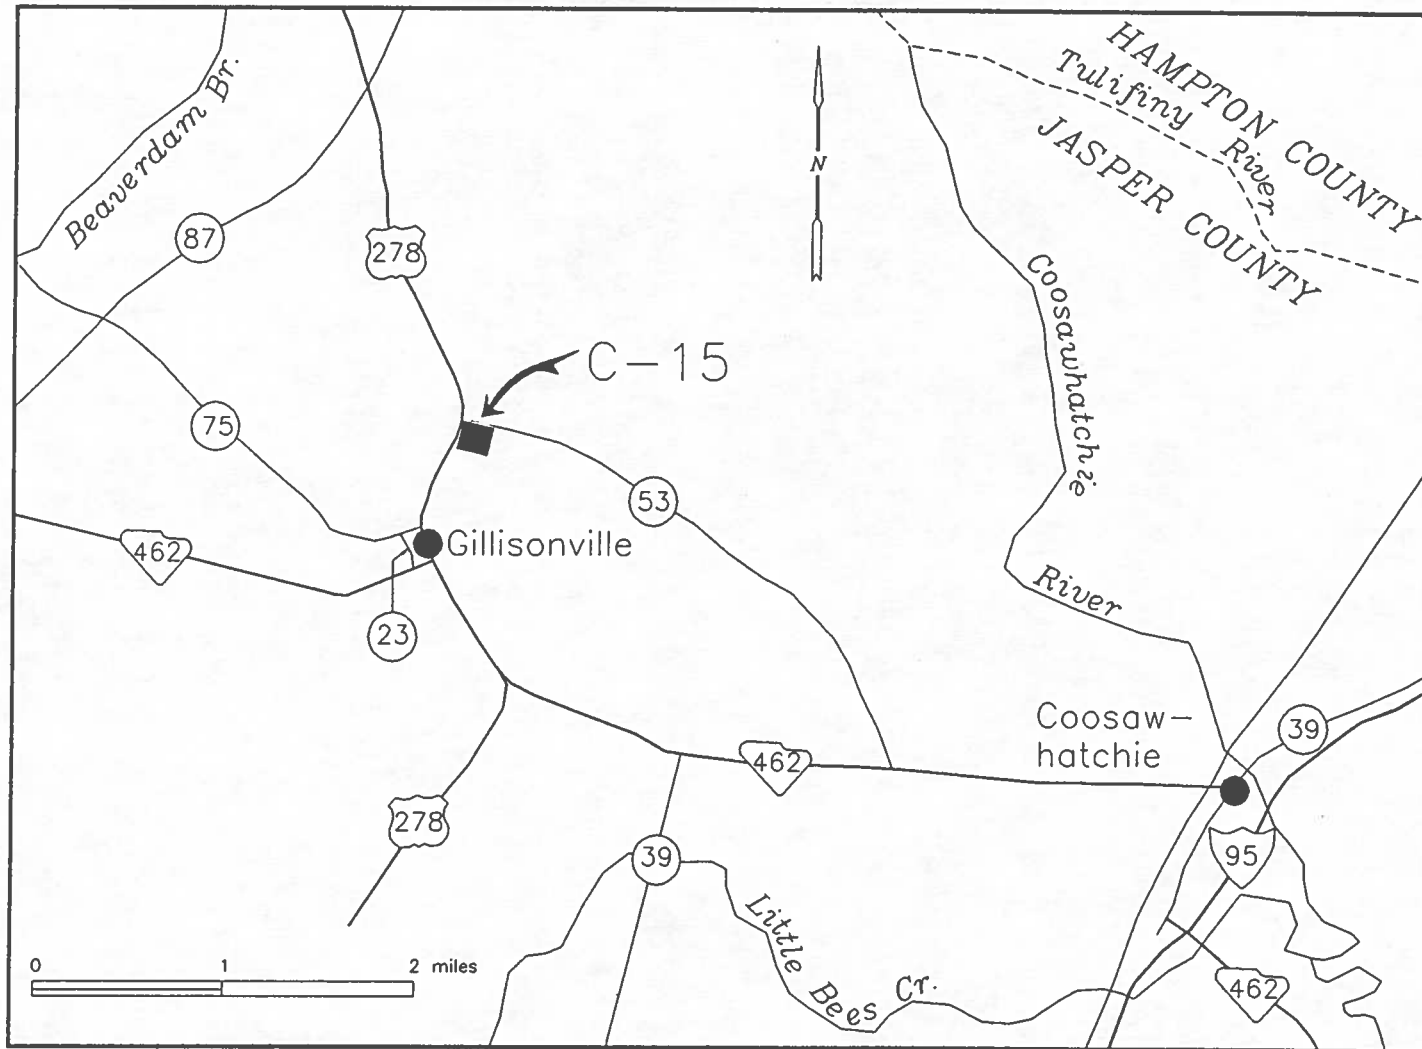 HAMPTON COUNTY
Tulifiny River
JASPER COUNTY
Beaverdam Br.
N
87
278
Coosawhatchie
C-15
75
53
462
Gillisonville
River
23
Coosaw-
hatchie
39
462
278
39
95
Little Bees Cr.
0 1 2 miles
462